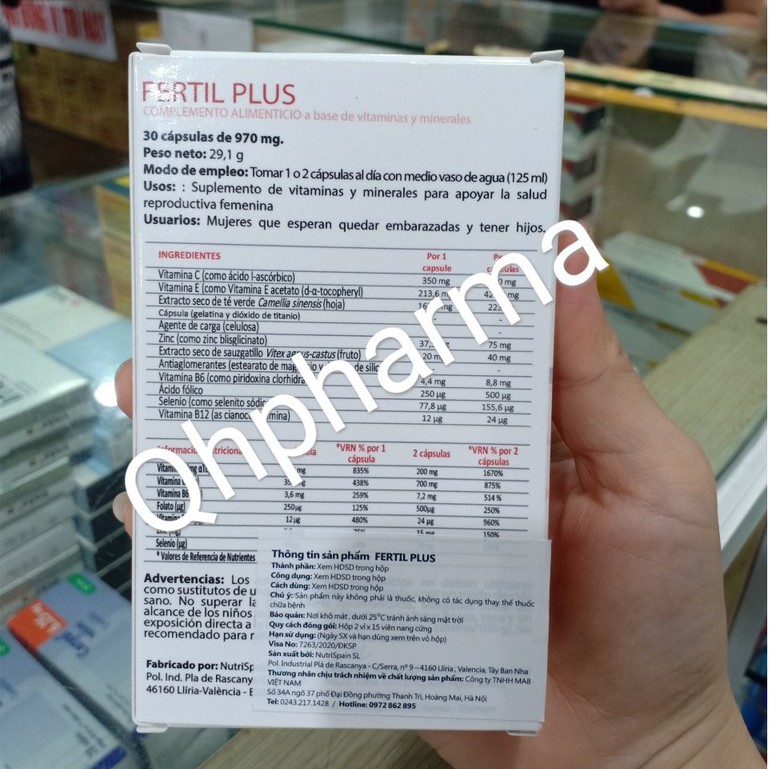 FERTIL PLUS
COMPLEMENTO ALIMENTICIO a base de vitaminas y minerales
30 cápsulas de 970 mg.
Peso neto: 29,1 g
Modo de empleo: Tomar 1 o 2 cápsulas al día con medio vaso de agua (125 ml)
Usos: : Suplemento de vitaminas y minerales para apoyar la salud
reproductiva femenina
Usuarios: Mujeres que esperan quedar embarazadas y tener hijos.
INGREDIENTES Por 1
capsule
Vitamina C (como ácido l-ascórbico) 350 mg
Vitamina E (como Vitamina E acetato (d-α-tocopheryl) 213,6
Extracto seco de té verde Camellia sinensis (hoja)
Cápsula (gelatina y dióxido de titanio) - -
Agente de carga (celulosa) -
Zinc (como zinc blisglicinato) 75 mg
Extracto seco de sauzgatillo Vitex (fruto) 20 40 mg
Antiaglomerantes (estearato de -
Vitamina B6 (como piridoxina 4,4 mg 8,8 mg
Ácido fólico 250 µg 500 µg
Selenio (como selenito 77,8 µg 155,6 µg
Vitamina B12 (as 12 µg 24 µg
*VRN % por 1
cápsula 2 cápsulas *VRN % por 2
cápsulas
835% 200 mg 1670%
438% 700 mg 875%
Vitamina B6 3,6 mg 259% 7,2 mg 514 %
Folato (µg) 250µg 125% 500µg 250%
12µg 480% 24 µg 960%
150%
Selenio (µg)
* Valores de Referencia de Nutrientes
Advertencias: Los
como sustitutos de
sano. No superar
alcance de los niños
exposición directa a
recomendado para
Fabricado por:
Pol. Ind. Pla de
46160 Llíria-València -
Thông tin sản phẩm FERTIL PLUS
Thành phần: Xem HDSD trong hộp
Công dụng: Xem HDSD trong hộp
Cách dùng: Xem HDSD trong hộp
Chú ý: Sản phẩm này không phải là thuốc, không có tác dụng thay thế thuốc
chữa bệnh
Bảo quản: Nơi khô mát, dưới 25°C tránh ánh sáng mặt trời
Quy cách đóng gói: Hộp 2 vỉ x 15 viên nang cứng
Hạn sử dụng: (Ngày SX và hạn dùng xem trên vỏ hộp)
Visa No: 7263/2020/ĐKSP
Sản xuất bởi: NutriSpain SL
Pol. Industrial Plá de Rascanya - C/Serra, nº 9 – 4160 Llíria, Valencia, Tây Ban Nha
Thương nhân chịu trách nhiệm về chất lượng sản phẩm: Công ty TNHH MAB
VIỆT NAM
Số 34A ngõ 37 phố Đại Đồng phường Thanh Trì, Hoàng Mai, Hà Nội
Tel: 0243.217.1428 / Hotline: 0972 862 895
Qhpharma